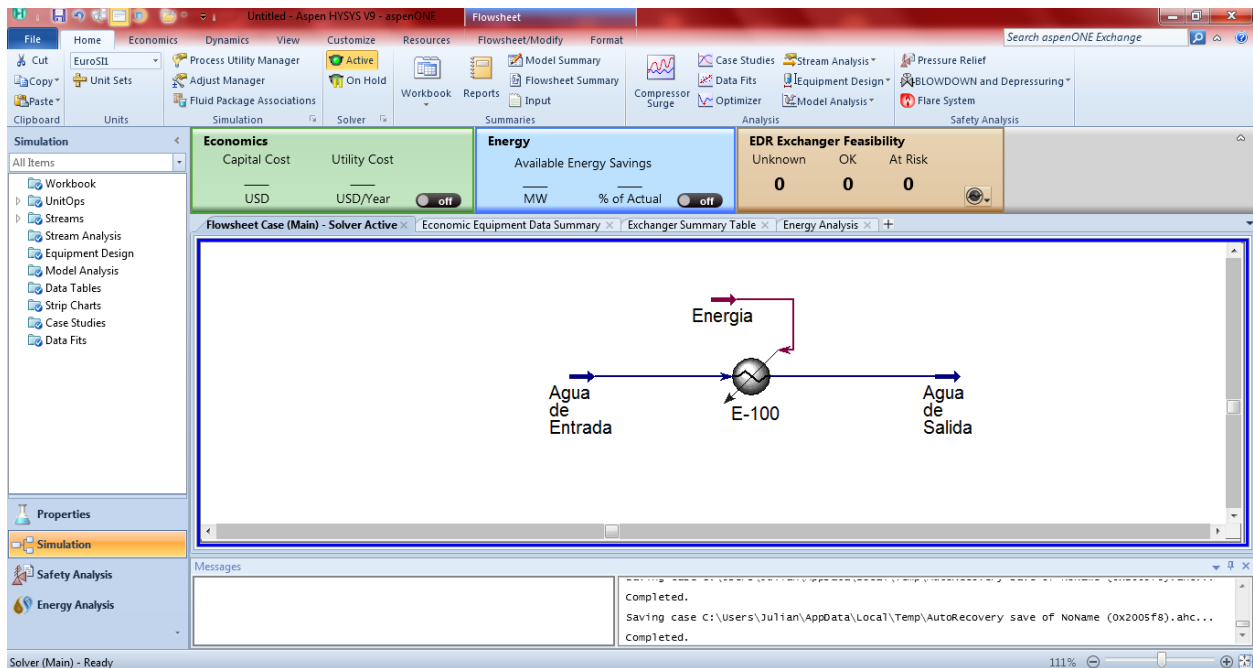 Untitled - Aspen HYSYS V9 - aspenONE
Flowsheet
File Home Economics Dynamics View Customize Resources Flowsheet/Modify Format
Search aspenONE Exchange
Cut
Copy
Paste
Clipboard
EuroSI1
Unit Sets
Units
Process Utility Manager
Adjust Manager
Fluid Package Associations
Simulation
Active
On Hold
Solver
Workbook
Reports
Model Summary
Flowsheet Summary
Input
Summaries
Compressor
Surge
Case Studies
Data Fits
Optimizer
Stream Analysis
Equipment Design
Model Analysis
Analysis
Pressure Relief
BLOWDOWN and Depressuring
Flare System
Safety Analysis
Simulation
All Items
Workbook
UnitOps
Streams
Stream Analysis
Equipment Design
Model Analysis
Data Tables
Strip Charts
Case Studies
Data Fits
Properties
Simulation
Safety Analysis
Energy Analysis
Economics
Capital Cost Utility Cost
USD USD/Year off
Energy
Available Energy Savings
MW % of Actual off
EDR Exchanger Feasibility
Unknown OK At Risk
0 0 0
Flowsheet Case (Main) - Solver Active
Economic Equipment Data Summary
Exchanger Summary Table
Energy Analysis
Energia
Agua
de
Entrada
E-100
Agua
de
Salida
Messages
Completed.
Saving case C:\Users\Julian\AppData\Local\Temp\AutoRecovery save of NoName (0x2005f8).ahc...
Completed.
Solver (Main) - Ready
111%